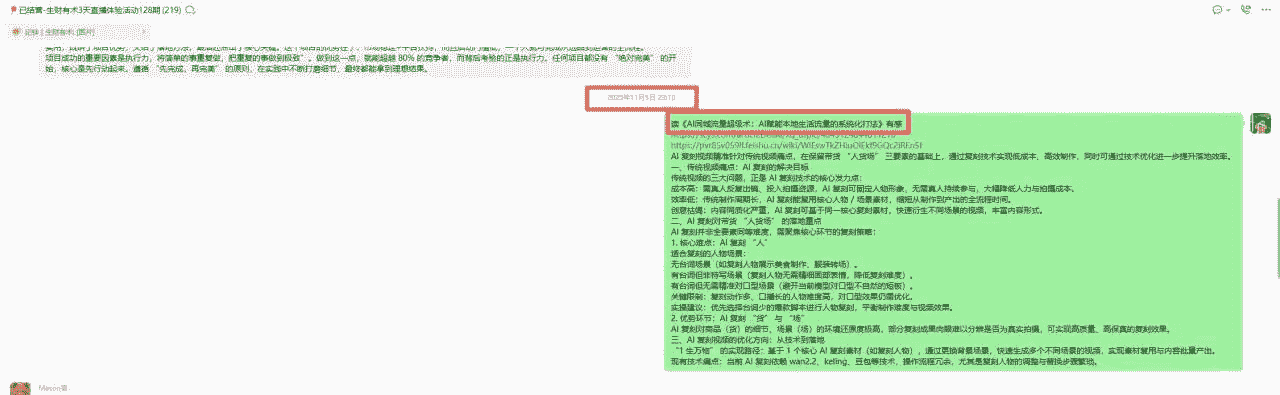 已结营-生财有术3天直播体验活动128期 (219)
项目成功的重要因素是执行力，将简单的事重复做，把重复的事做到极致”。做到这一点，就能超越 80% 的竞争者，而背后考验的正是执行力。任何项目都没有 “绝对完美” 的开
始，核心是先行动起来，遵循 “先完成，再完美” 的原则，在实践中不断打磨细节，最终都能拿到理想结果。
2025年11月5日
读《AI同城流量超级术：AI赋能本地生活流量的系统化打法》有感
AI 复刻视频精准针对传统视频痛点，在保留带货 “人货场” 三要素的基础上，通过复刻技术实现低成本、高效制作，同时可通过技术优化进一步提升落地效率。
一、传统视频痛点：AI 复刻的解决目标
传统视频的三大问题，正是 AI 复刻技术的核心发力点：
成本高：需真人反复出镜、投入拍摄资源，AI 复刻可固定人物形象，无需真人持续参与，大幅降低人力与拍摄成本。
效率低：传统制作周期长，AI 复刻能复用核心人物 / 场景素材，缩短从制作到产出的全流程时间。
创意枯竭：内容同质化严重，AI 复刻可基于同一核心复刻素材，快速衍生不同场景的视频，丰富内容形式。
二、AI 复刻对带货 “人货场” 的落地重点
AI 复刻并非全要素同等难度，需聚焦核心环节的复刻策略：
1. 核心难点：AI 复刻 “人”
适合复刻的人物场景：
无台词场景（如复刻人物展示美食制作、服装转场）。
有台词但非特写场景（复刻人物无需精细面部表情，降低复刻难度）。
有台词但无需精准对口型场景（避开当前模型对口型不自然的短板）。
关键限制：复刻动作多、口播长的人物难度高，对口型效果仍需优化。
实操建议：优先选择台词少的爆款脚本进行人物复刻，平衡制作难度与视频效果。
2. 优势环节：AI 复刻 “货” 与 “场”
AI 复刻对商品（货）的细节、场景（场）的环境还原度极高，部分复刻成果肉眼难以分辨是否为真实拍摄，可实现高质量、高保真的复刻效果。
三、AI 复刻视频的优化方向：从技术到落地
“1 生万物” 的实现路径：基于 1 个核心 AI 复刻素材（如复刻人物），通过更换背景场景，快速生成多个不同场景的视频，实现素材复用与内容批量产出。
现有技术痛点：当前 AI 复刻依赖 wan2.2、keling、豆包等技术，操作流程冗余，尤其是复刻人物的调整与替换步骤繁琐。